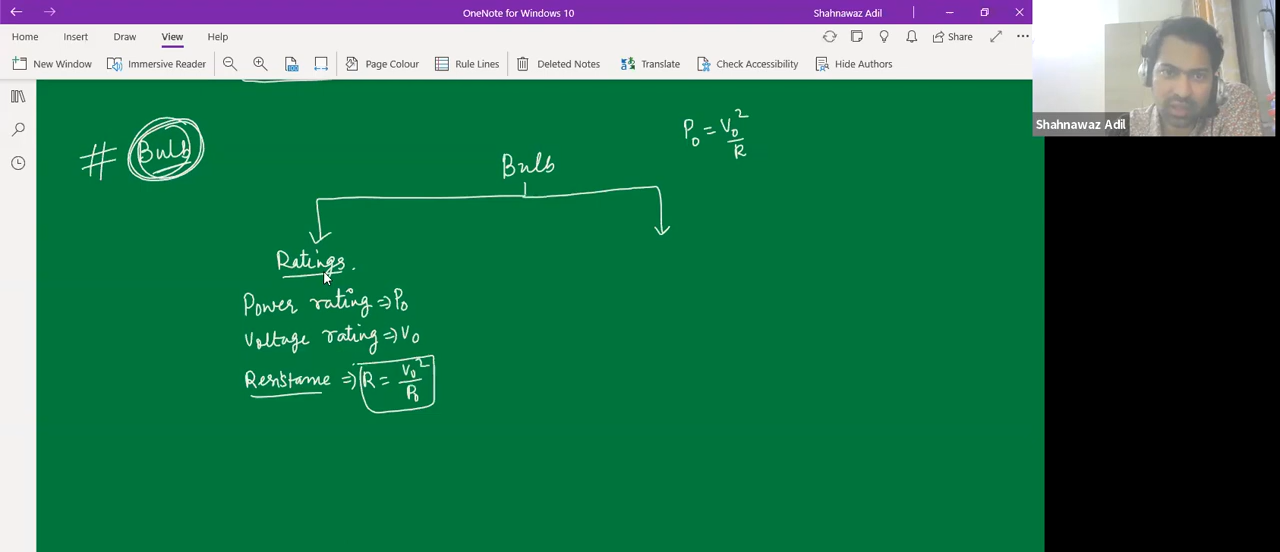 OneNote for Windows 10
Shahnawaz Adil
Home Insert Draw View Help
Share
New Window Immersive Reader Page Colour Rule Lines Deleted Notes Translate Check Accessibility Hide Authors
Shahnawaz Adil
# Bulb
P₀ = V₀²/R
Bulb
Ratings.
Power rating ⇒ P₀
Voltage rating ⇒ V₀
Resistance ⇒ R = V₀²/P₀